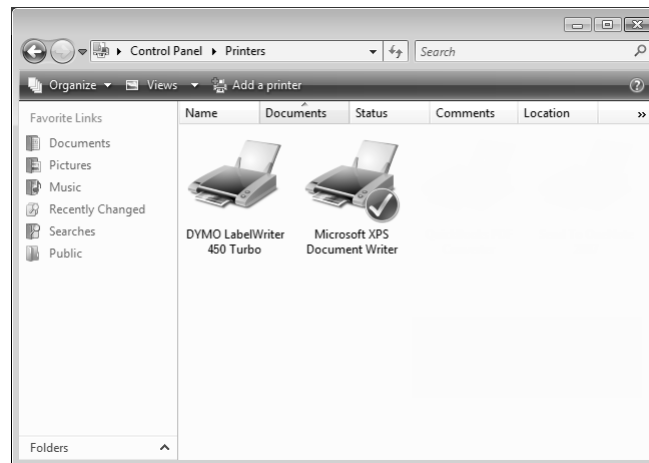 Control Panel Printers Search
Organize Views Add a printer ?
Favorite Links
Documents
Pictures
Music
Recently Changed
Searches
Public
Folders
Name Documents Status Comments Location »
DYMO LabelWriter
450 Turbo
Microsoft XPS
Document Writer